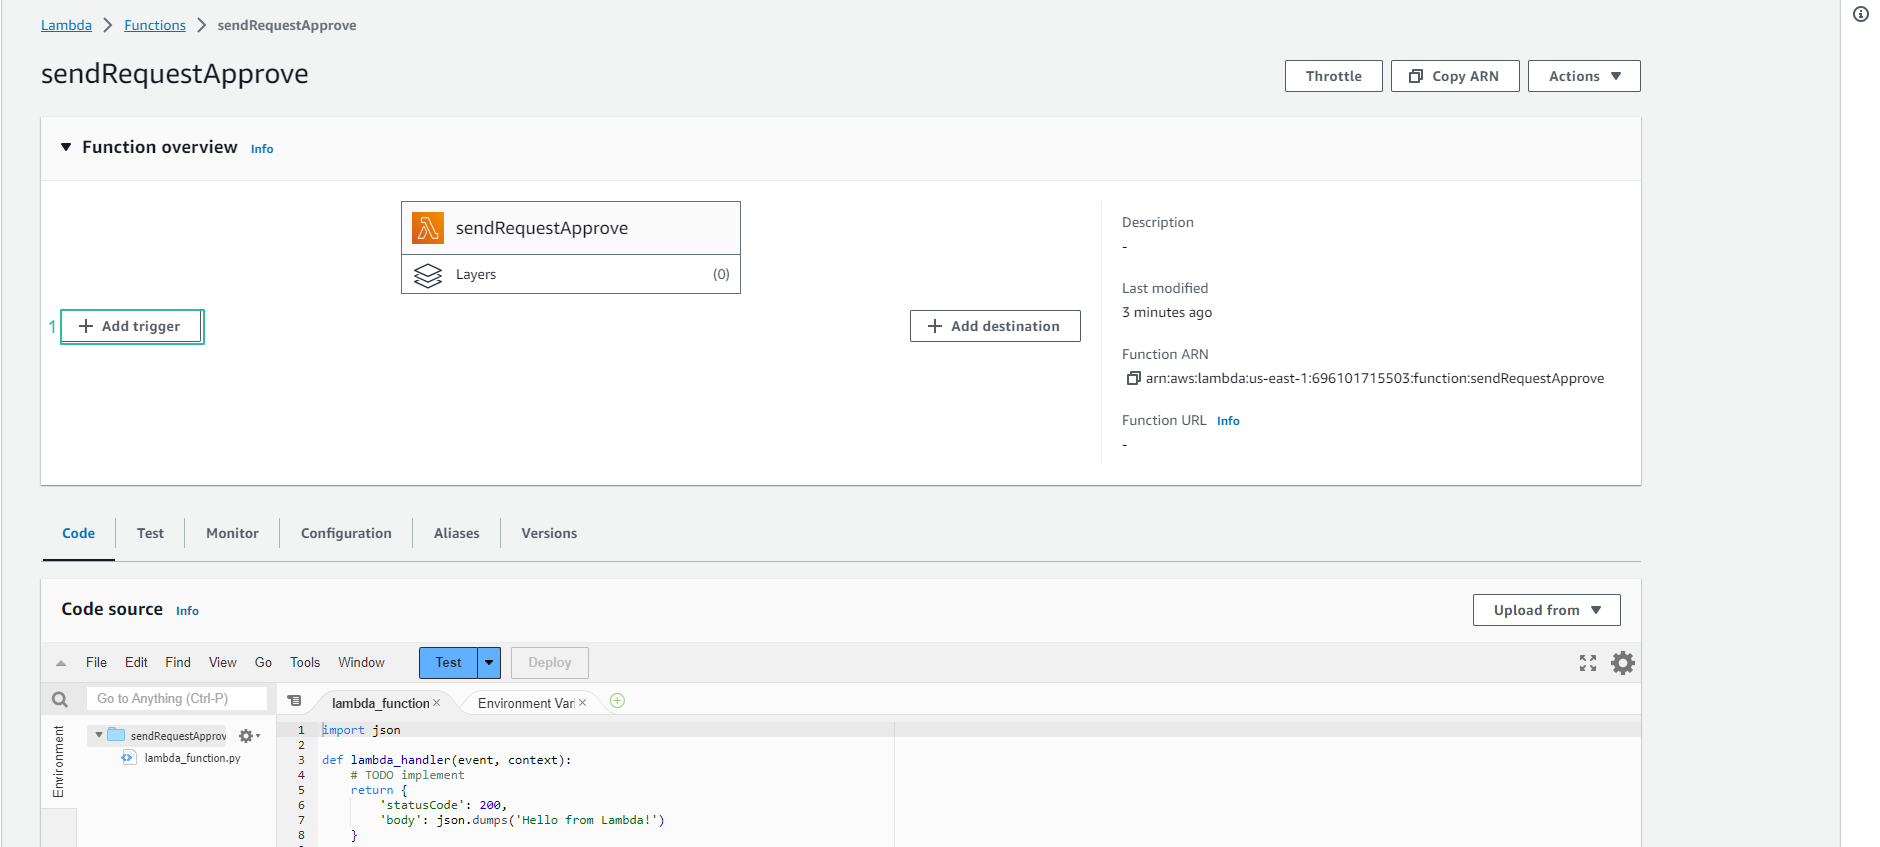 Lambda > Functions > sendRequestApprove
sendRequestApprove
Throttle Copy ARN Actions
Function overview Info
sendRequestApprove
Layers (0)
1 + Add trigger
+ Add destination
Description
-
Last modified
3 minutes ago
Function ARN
arn:aws:lambda:us-east-1:696101715503:function:sendRequestApprove
Function URL Info
-
Code Test Monitor Configuration Aliases Versions
Code source Info
Upload from
File Edit Find View Go Tools Window Test Deploy
Go to Anything (Ctrl-P)
lambda_function × Environment Vari ×
Environment
sendRequestApprov
lambda_function.py
1 import json
2
3 def lambda_handler(event, context):
4     # TODO implement
5     return {
6         'statusCode': 200,
7         'body': json.dumps('Hello from Lambda!')
8     }